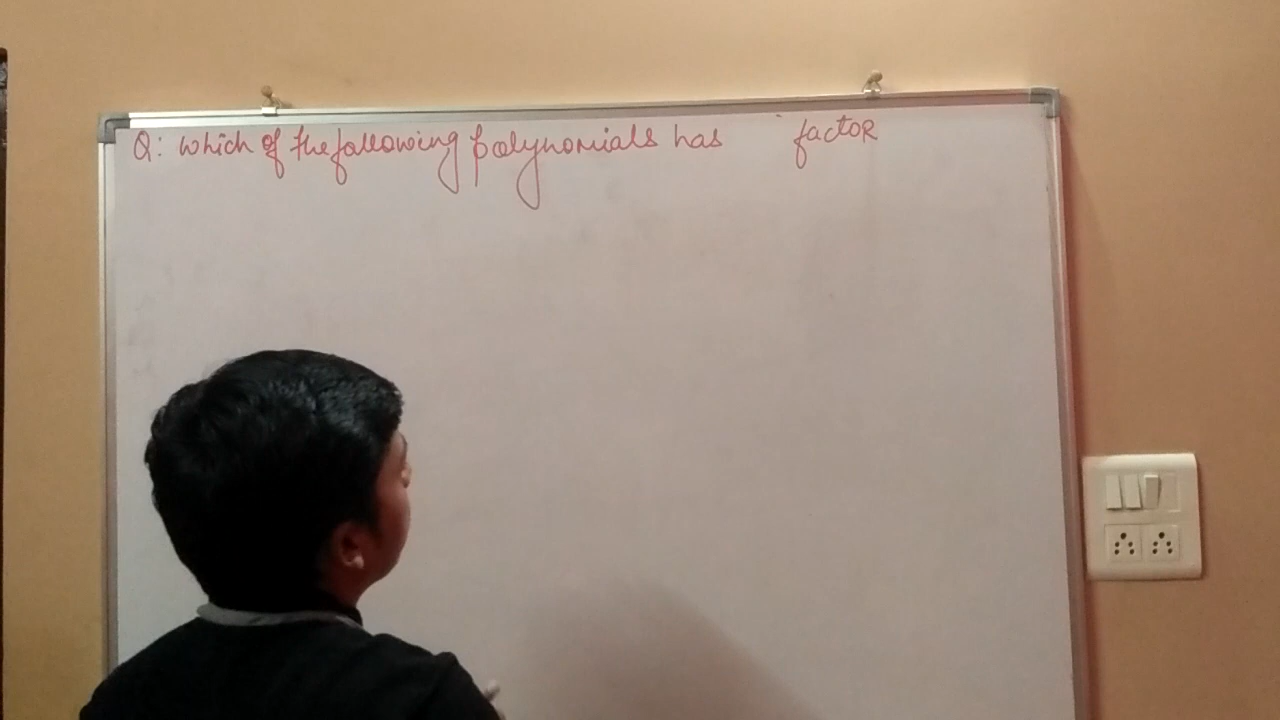 Q: which of the following polynomials has factor